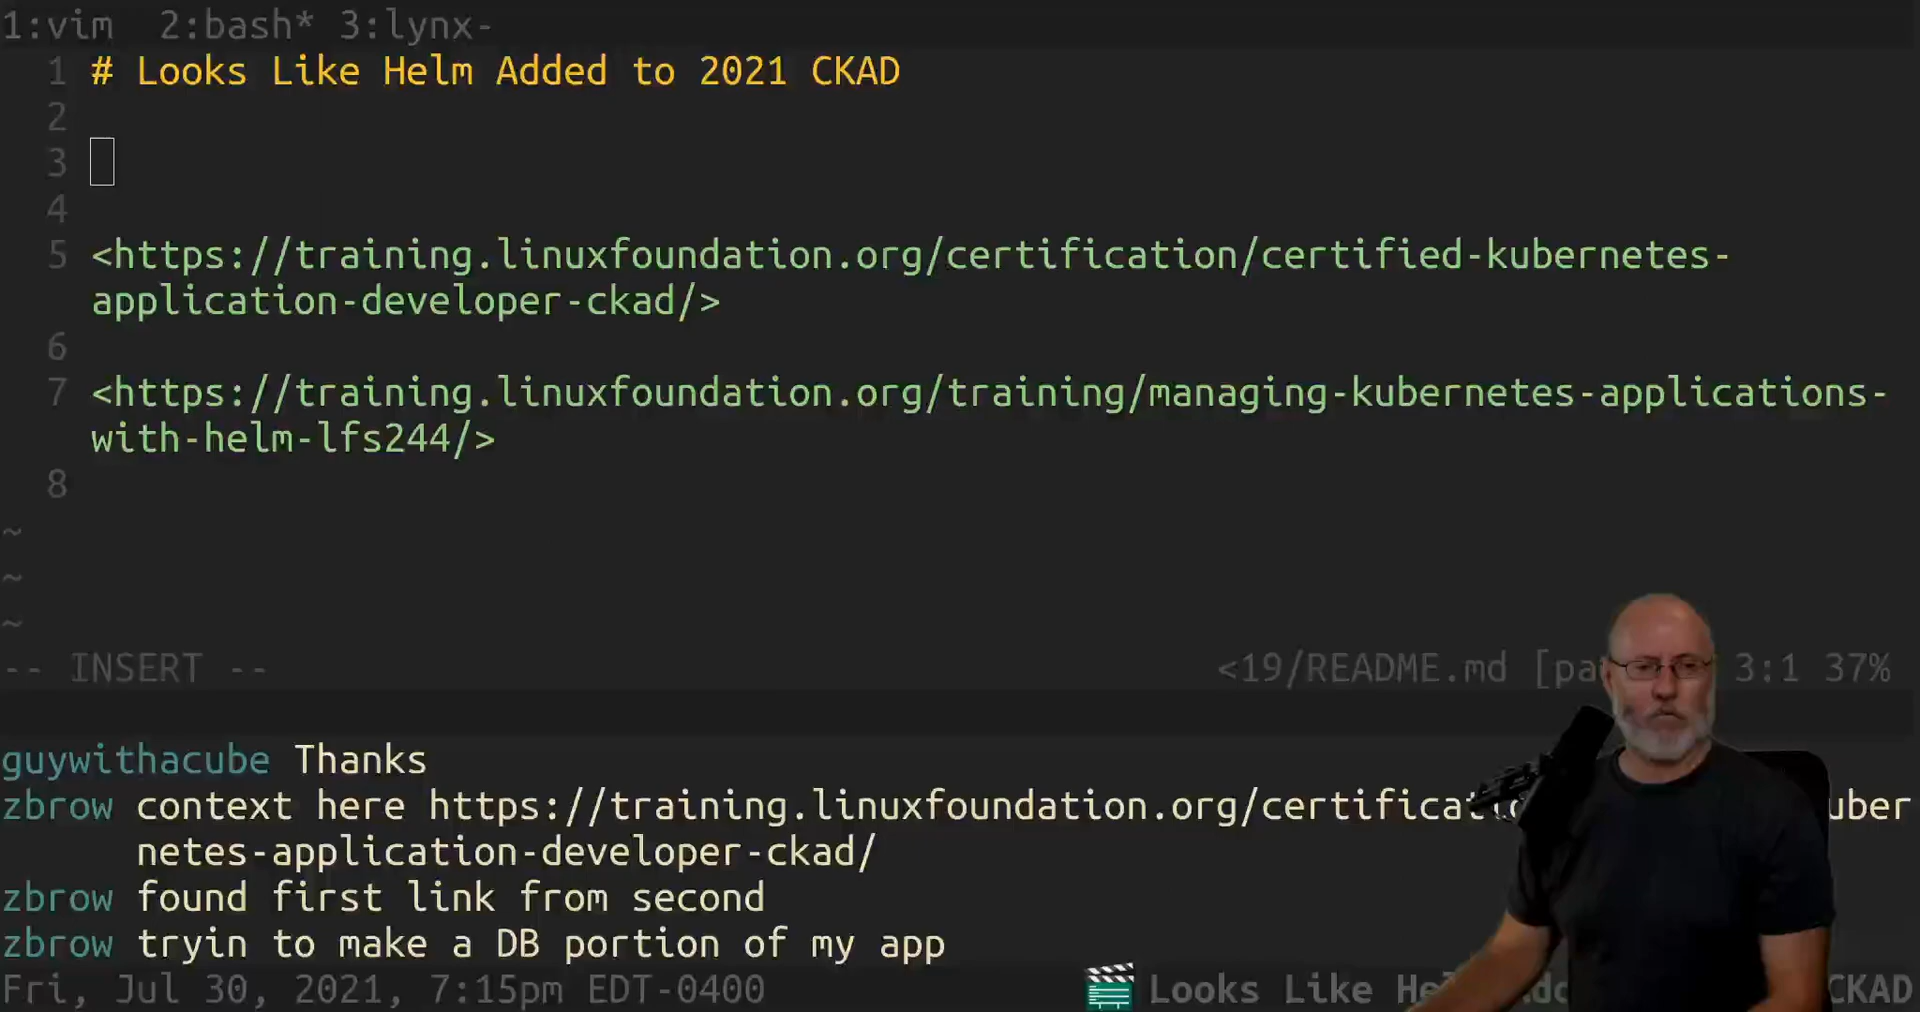 1:vim 2:bash* 3:lynx-
1 # Looks Like Helm Added to 2021 CKAD
2
3
4
5 <https://training.linuxfoundation.org/certification/certified-kubernetes-
application-developer-ckad/>
6
7 <https://training.linuxfoundation.org/training/managing-kubernetes-applications-
with-helm-lfs244/>
8
~
~
~
-- INSERT -- <19/README.md [pa 3:1 37%
guywithacube Thanks
zbrow context here https://training.linuxfoundation.org/certificat uber
netes-application-developer-ckad/
zbrow found first link from second
zbrow tryin to make a DB portion of my app
Fri, Jul 30, 2021, 7:15pm EDT-0400 Looks Like CKAD